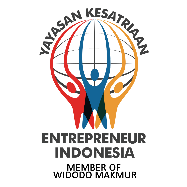 YAYASAN KESATRIAAN
ENTREPRENEUR
INDONESIA
MEMBER OF
WIDODO MAKMUR